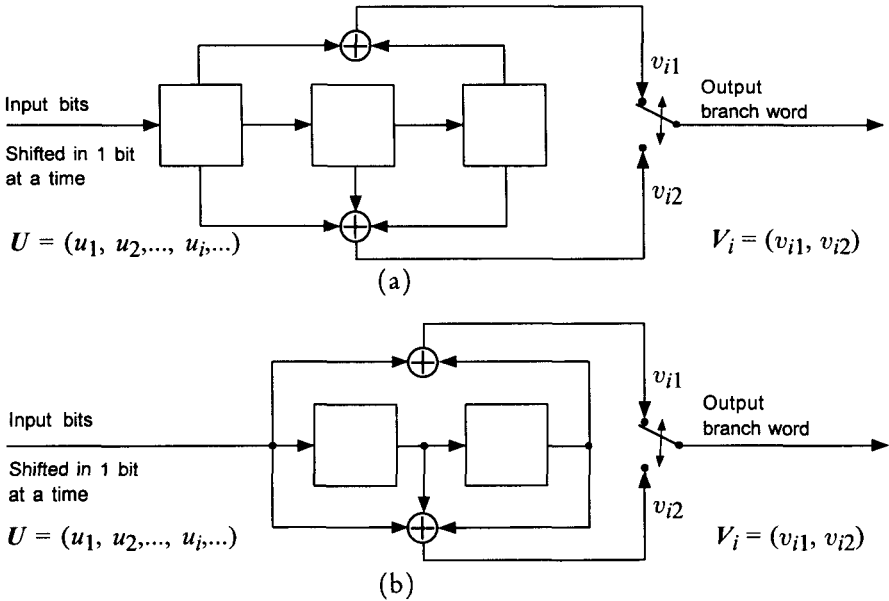 v_{i1}
Input bits
Output
branch word
Shifted in 1 bit
at a time
v_{i2}
U = (u_1, u_2,..., u_i,...)
V_i = (v_{i1}, v_{i2})
(a)
v_{i1}
Input bits
Output
branch word
Shifted in 1 bit
at a time
v_{i2}
U = (u_1, u_2,..., u_i,...)
V_i = (v_{i1}, v_{i2})
(b)